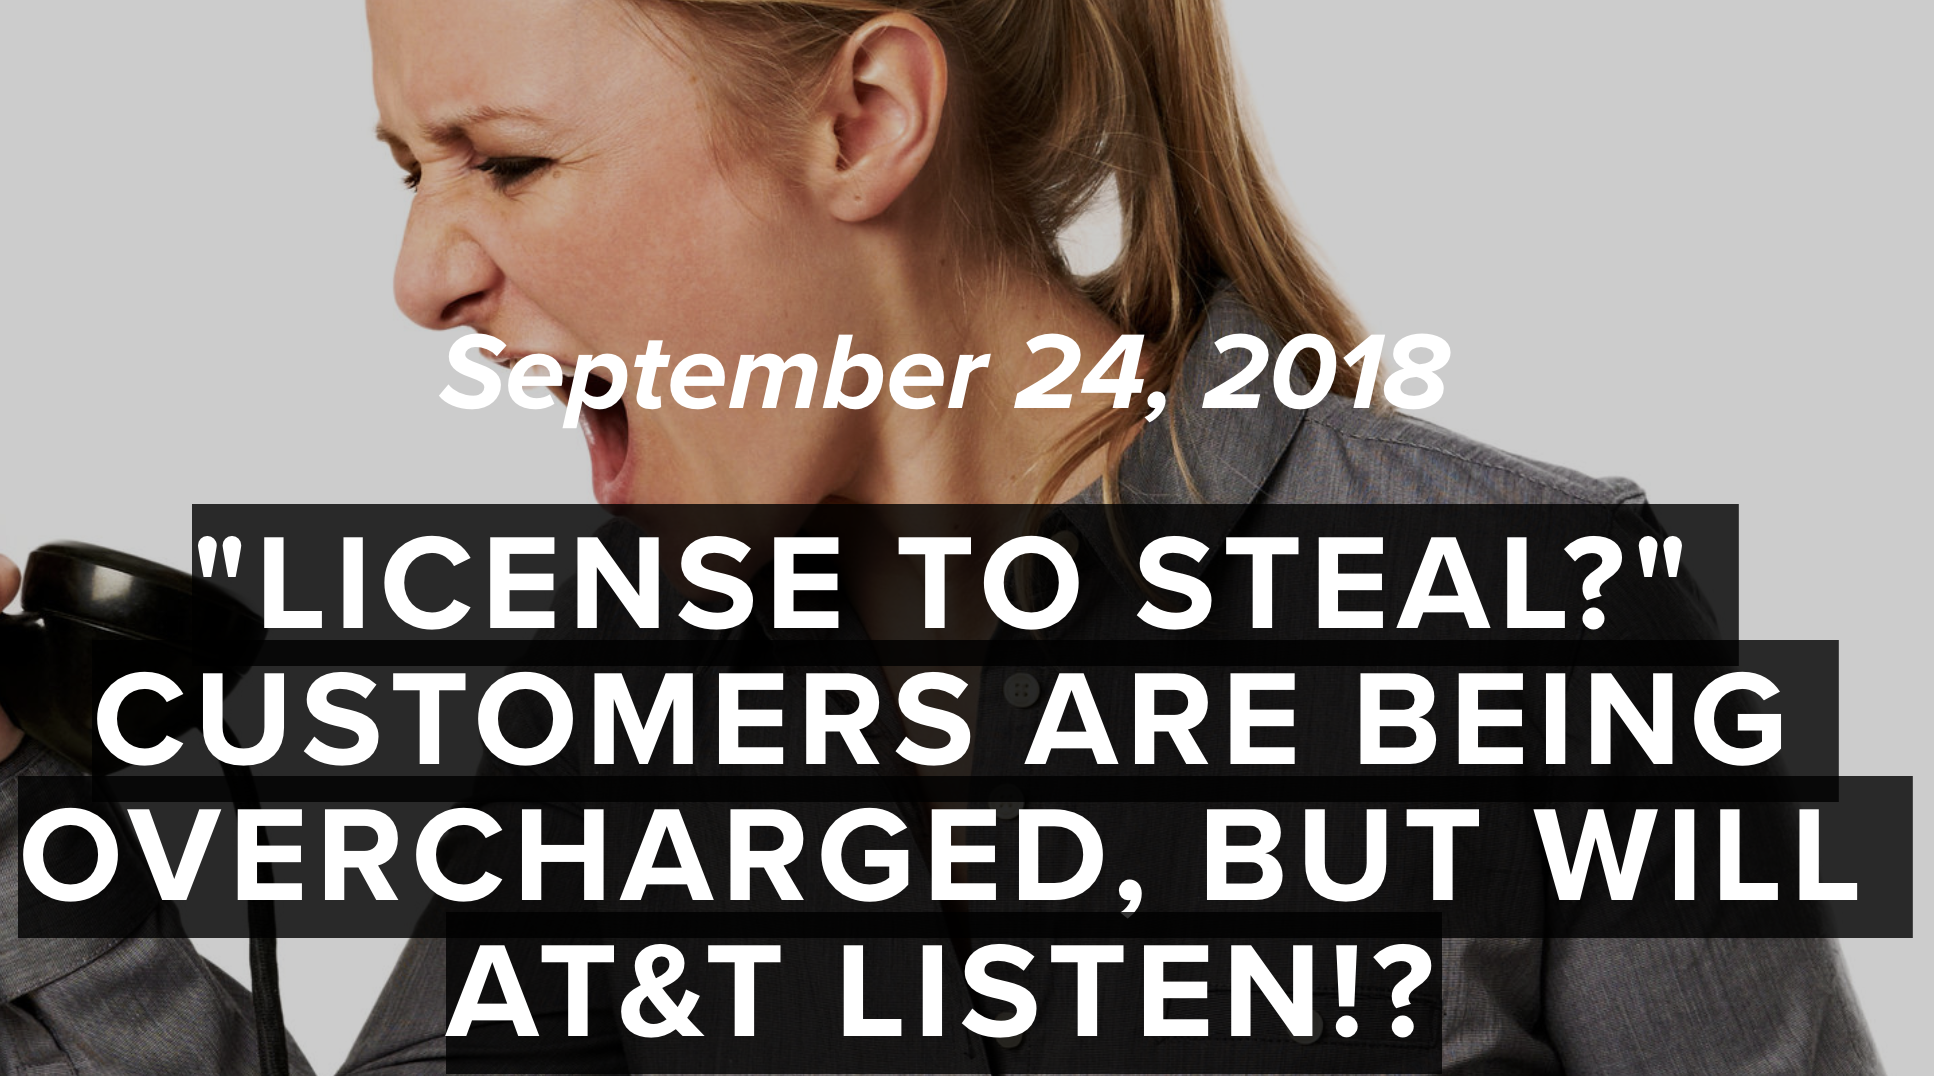 September 24, 2018
"LICENSE TO STEAL?"
CUSTOMERS ARE BEING
OVERCHARGED, BUT WILL
AT&T LISTEN!?